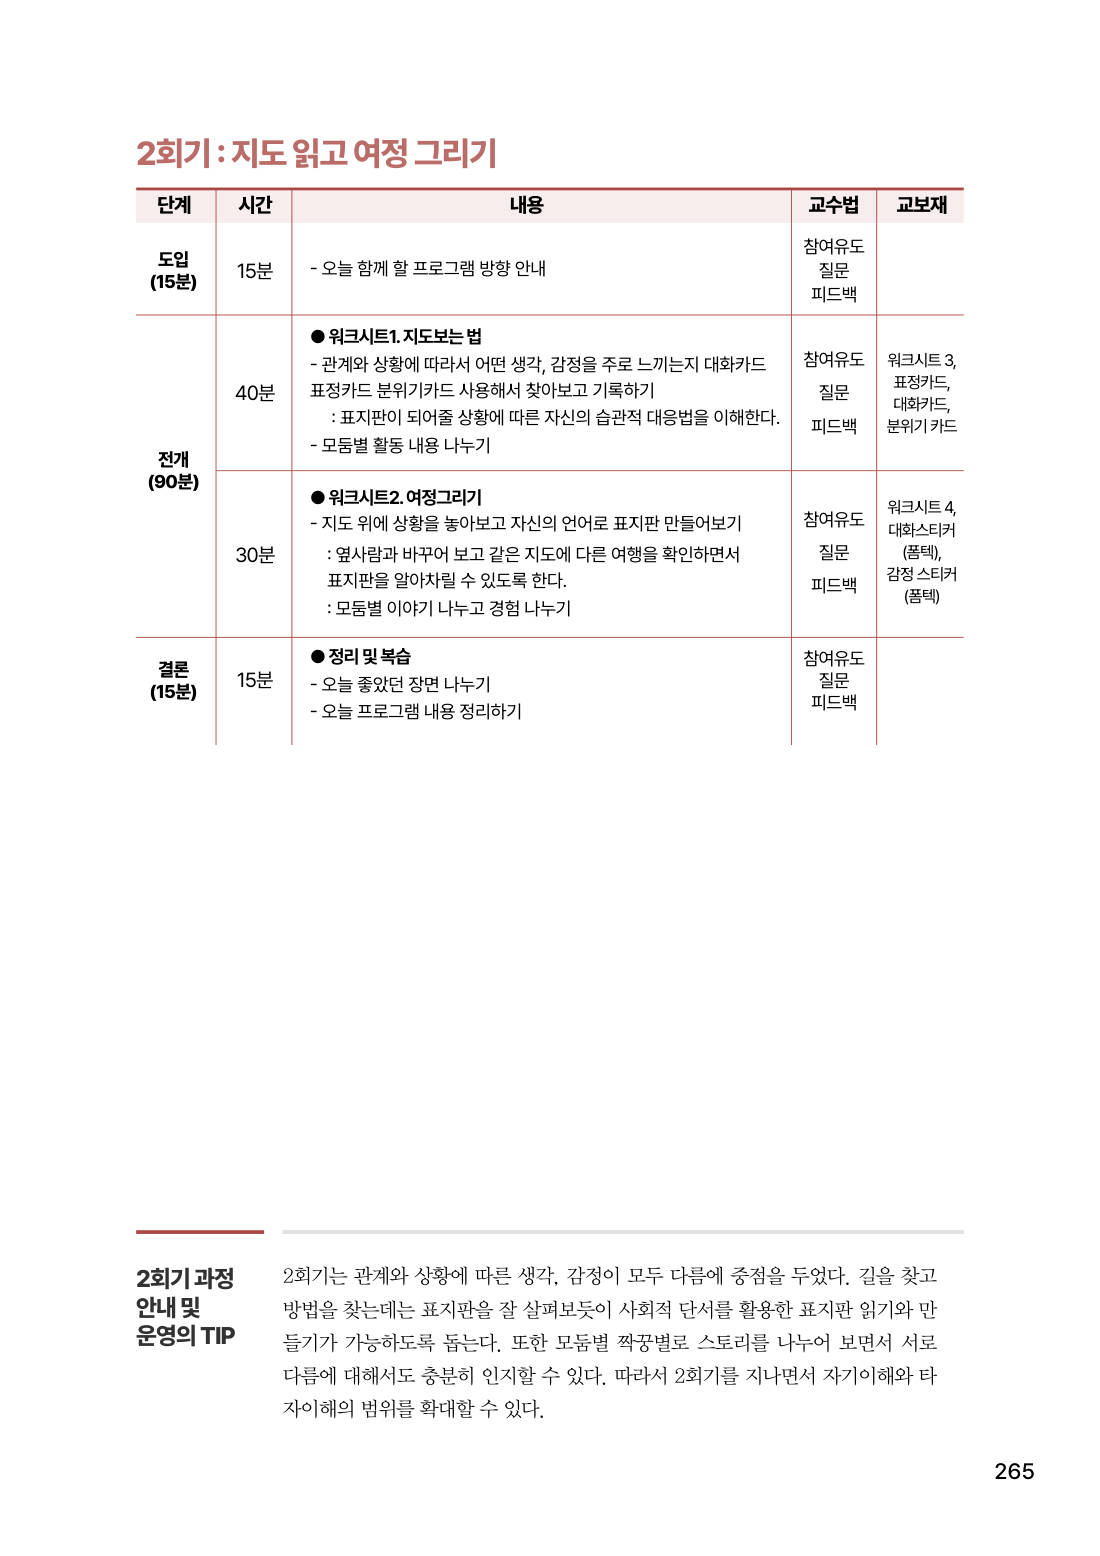 2회기 : 지도 읽고 여정 그리기
단계 시간 내용 교수법 교보재
도입
(15분)
15분
- 오늘 함께 할 프로그램 방향 안내
참여유도
질문
피드백
전개
(90분)
40분
● 워크시트1. 지도보는 법
- 관계와 상황에 따라서 어떤 생각, 감정을 주로 느끼는지 대화카드
표정카드 분위기카드 사용해서 찾아보고 기록하기
: 표지판이 되어줄 상황에 따른 자신의 습관적 대응법을 이해한다.
- 모둠별 활동 내용 나누기
참여유도
질문
피드백
워크시트 3,
표정카드,
대화카드,
분위기 카드
30분
● 워크시트2. 여정그리기
- 지도 위에 상황을 놓아보고 자신의 언어로 표지판 만들어보기
: 옆사람과 바꾸어 보고 같은 지도에 다른 여행을 확인하면서
표지판을 알아차릴 수 있도록 한다.
: 모둠별 이야기 나누고 경험 나누기
참여유도
질문
피드백
워크시트 4,
대화스티커
(폼텍),
감정 스티커
(폼텍)
결론
(15분)
15분
● 정리 및 복습
- 오늘 좋았던 장면 나누기
- 오늘 프로그램 내용 정리하기
참여유도
질문
피드백
2회기 과정
안내 및
운영의 TIP
2회기는 관계와 상황에 따른 생각, 감정이 모두 다름에 중점을 두었다. 길을 찾고
방법을 찾는데는 표지판을 잘 살펴보듯이 사회적 단서를 활용한 표지판 읽기와 만
들기가 가능하도록 돕는다. 또한 모둠별 짝꿍별로 스토리를 나누어 보면서 서로
다름에 대해서도 충분히 인지할 수 있다. 따라서 2회기를 지나면서 자기이해와 타
자이해의 범위를 확대할 수 있다.
265